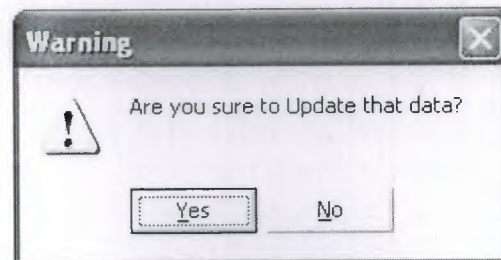 Warning
Are you sure to Update that data?
Yes
No